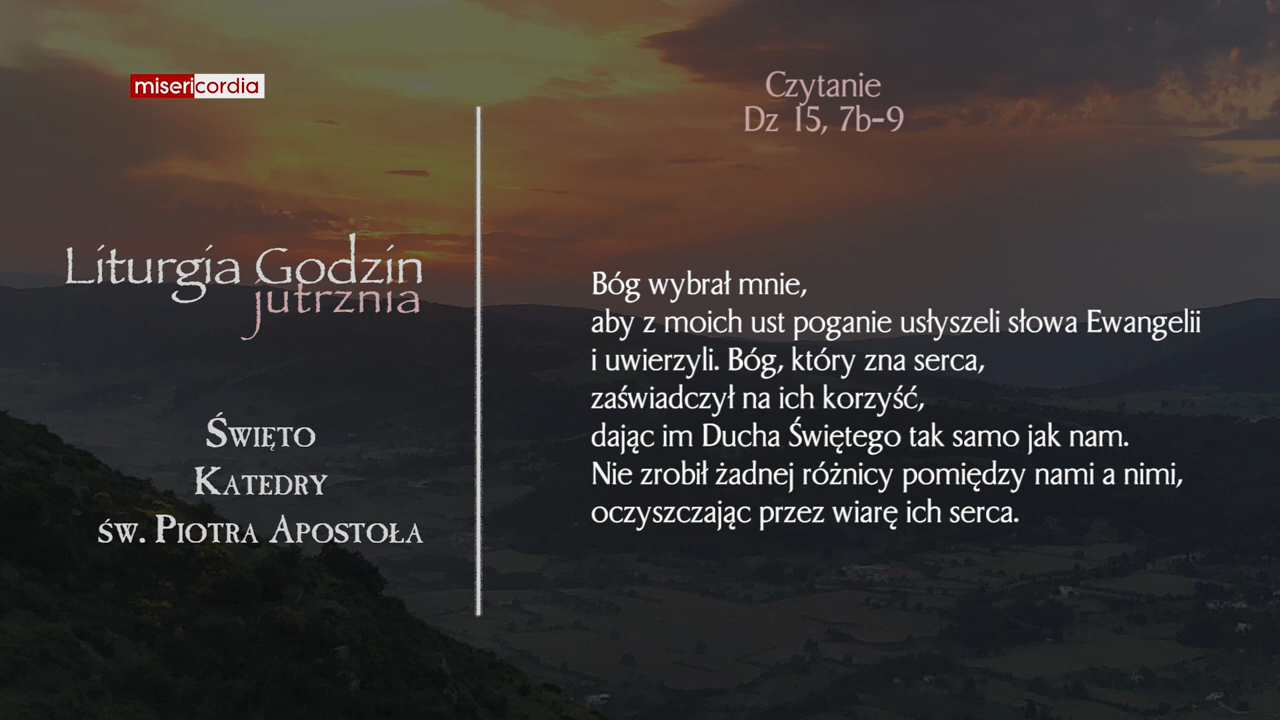 misericordia
Liturgia Godzin
jutrznia
Święto
Katedry
św. Piotra Apostoła
Czytanie
Dz 15, 7b-9
Bóg wybrał mnie,
aby z moich ust poganie usłyszeli słowa Ewangelii
i uwierzyli. Bóg, który zna serca,
zaświadczył na ich korzyść,
dając im Ducha Świętego tak samo jak nam.
Nie zrobił żadnej różnicy pomiędzy nami a nimi,
oczyszczając przez wiarę ich serca.